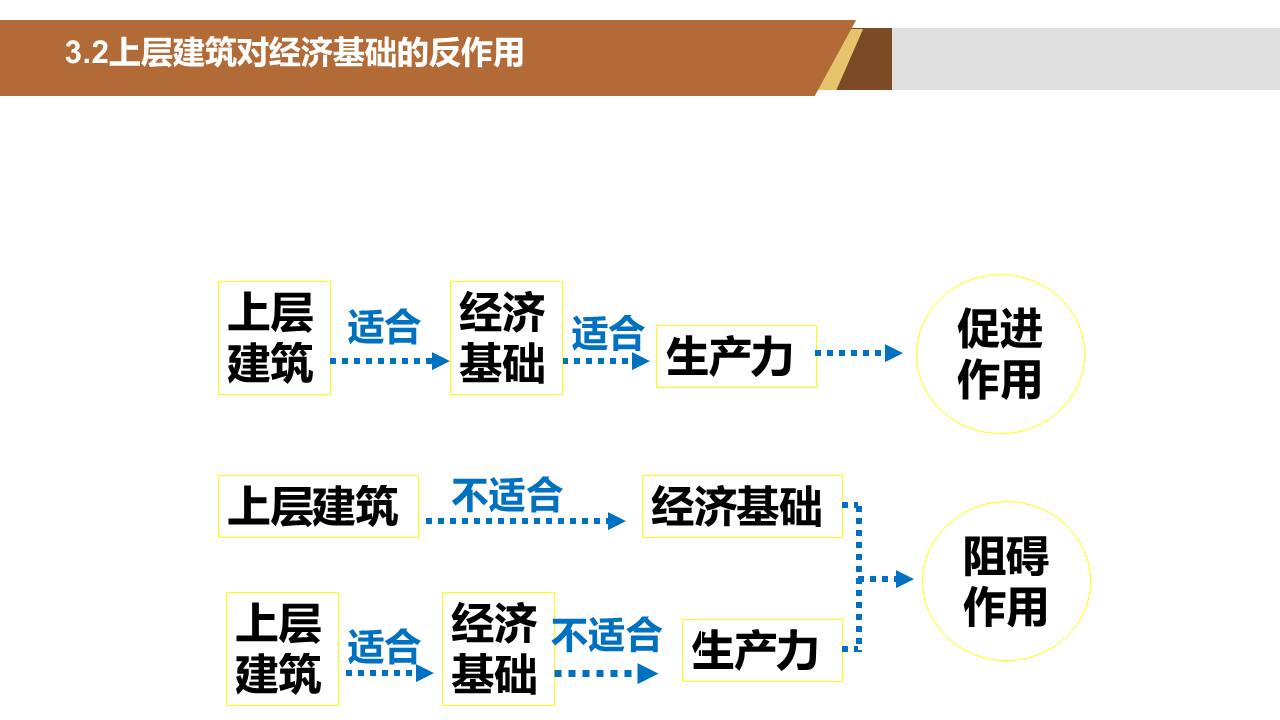 3.2上层建筑对经济基础的反作用
上层
建筑
适合
经济
基础
适合
生产力
促进
作用
上层建筑
不适合
经济基础
阻碍
作用
上层
建筑
适合
经济
基础
不适合
生产力